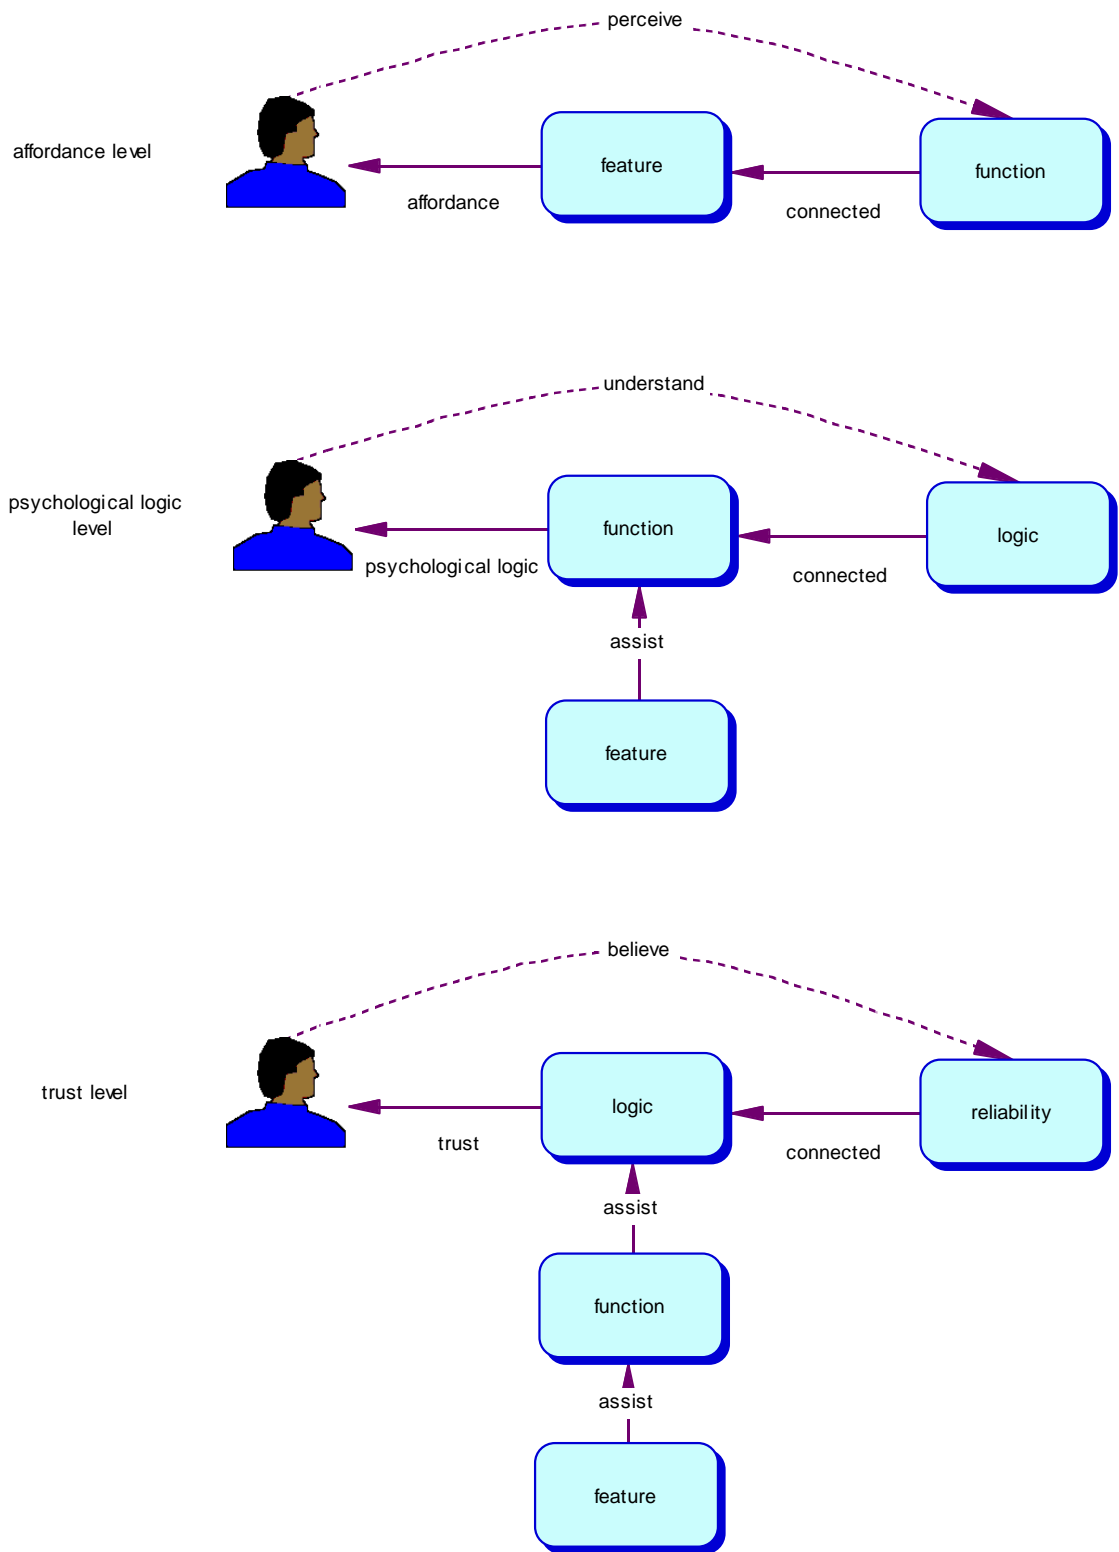 perceive
affordance level
feature
function
affordance
connected
understand
psychological logic
level
function
logic
psychological logic
connected
assist
feature
believe
trust level
logic
reliability
trust
connected
assist
function
assist
feature